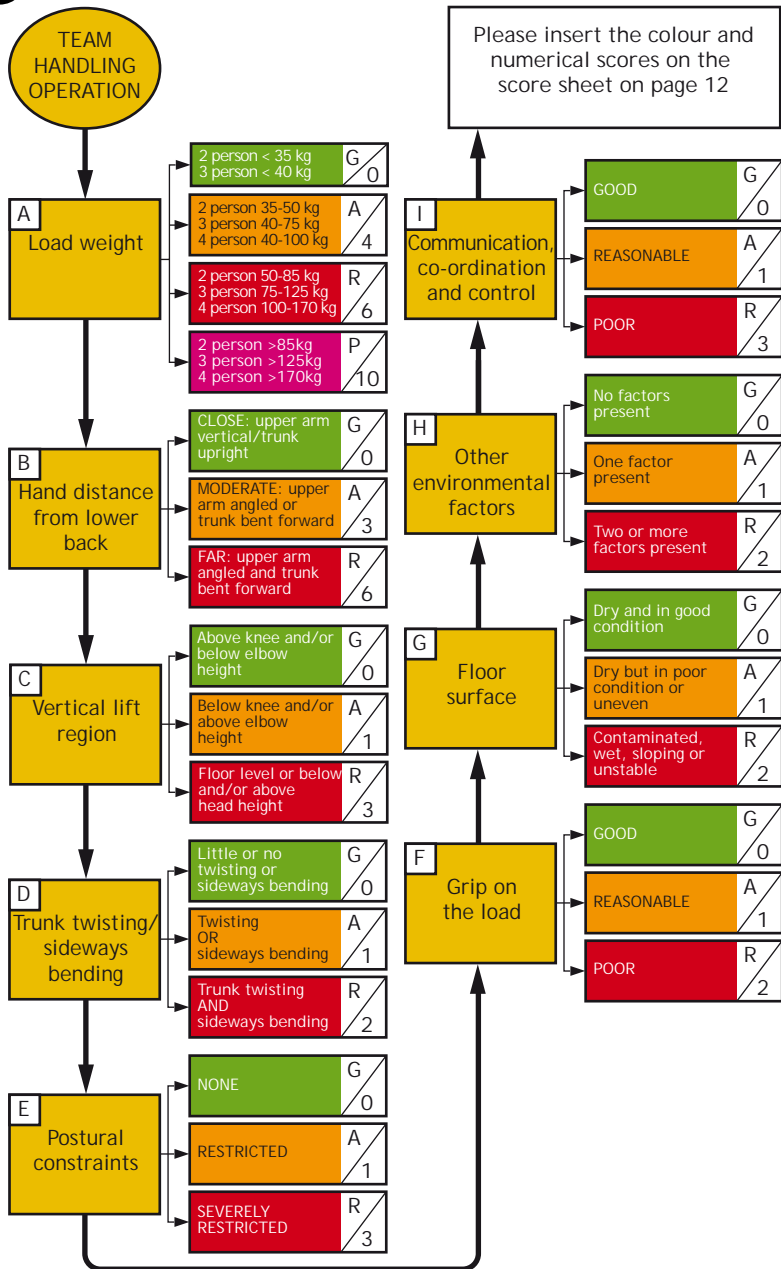 TEAM
HANDLING
OPERATION
A
Load weight
2 person < 35 kg
3 person < 40 kg
G
0
2 person 35-50 kg
3 person 40-75 kg
4 person 40-100 kg
A
4
2 person 50-85 kg
3 person 75-125 kg
4 person 100-170 kg
R
6
2 person >85kg
3 person >125kg
4 person >170kg
P
10
B
Hand distance
from lower
back
CLOSE: upper arm
vertical/trunk
upright
G
0
MODERATE: upper
arm angled or
trunk bent forward
A
3
FAR: upper arm
angled and trunk
bent forward
R
6
C
Vertical lift
region
Above knee and/or
below elbow
height
G
0
Below knee and/or
above elbow
height
A
1
Floor level or below
and/or above
head height
R
3
D
Trunk twisting/
sideways
bending
Little or no
twisting or
sideways bending
G
0
Twisting
OR
sideways bending
A
1
Trunk twisting
AND
sideways bending
R
2
E
Postural
constraints
NONE
G
0
RESTRICTED
A
1
SEVERELY
RESTRICTED
R
3
F
Grip on
the load
GOOD
G
0
REASONABLE
A
1
POOR
R
2
G
Floor
surface
Dry and in good
condition
G
0
Dry but in poor
condition or
uneven
A
1
Contaminated,
wet, sloping or
unstable
R
2
H
Other
environmental
factors
No factors
present
G
0
One factor
present
A
1
Two or more
factors present
R
2
I
Communication,
co-ordination
and control
GOOD
G
0
REASONABLE
A
1
POOR
R
3
Please insert the colour and
numerical scores on the
score sheet on page 12